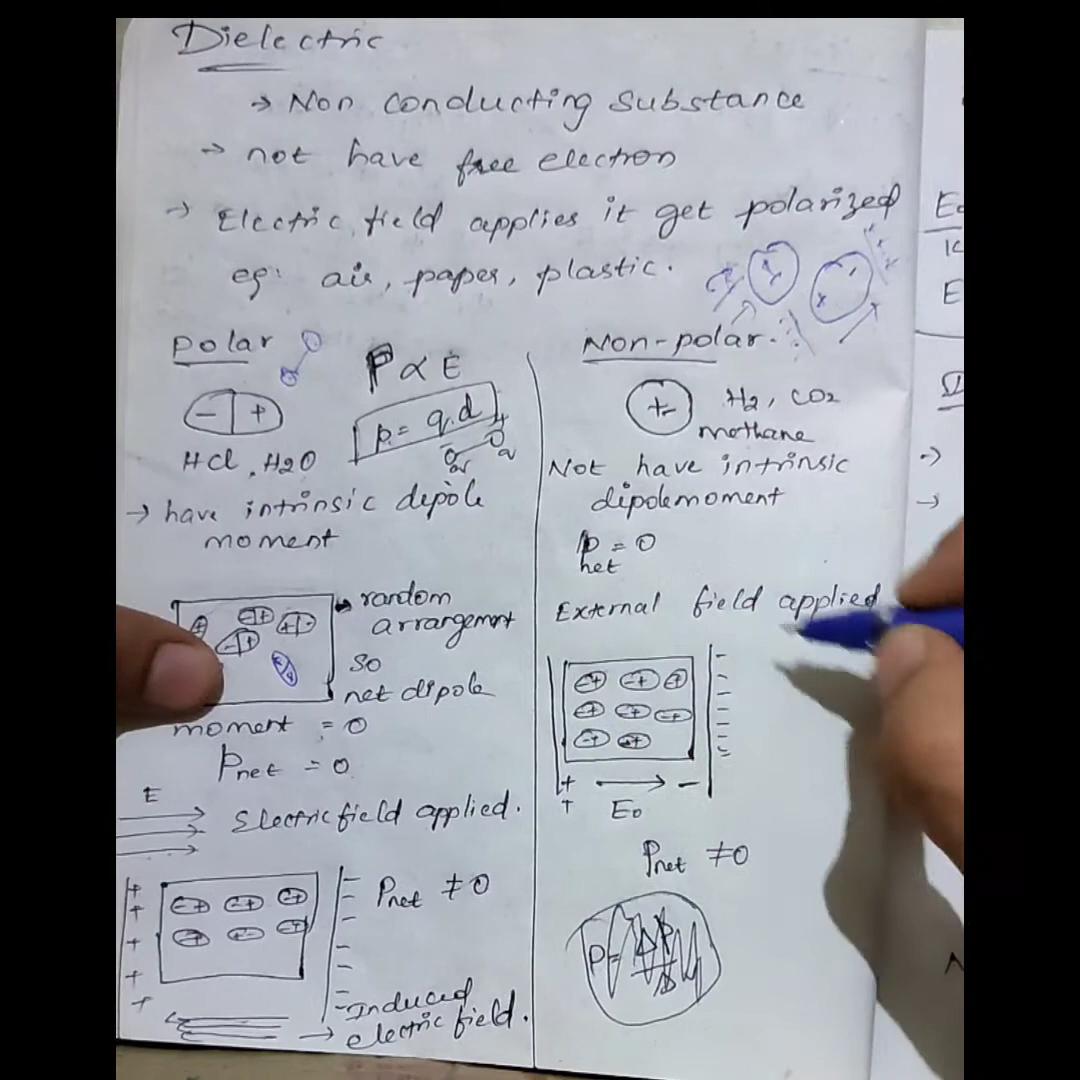 Dielectric
→ Non conducting substance
→ not have free electron
→ Electric field applies it get polarized
eg: air, paper, plastic.
Polar
P ∝ E
- +
p = q.d
HCl, H2O
→ have intrinsic depole
moment
→ random
arrangement
so
net dipole
moment = 0
Pnet = 0
E
Electric field applied.
Pnet ≠ 0
Induced
→ electric field.
Non-polar
+-
H2, CO2
methane
Not have intrinsic
dipolemoment
p = 0
net
External field applied
+ → -
+ E0
Pnet ≠ 0
P=
E